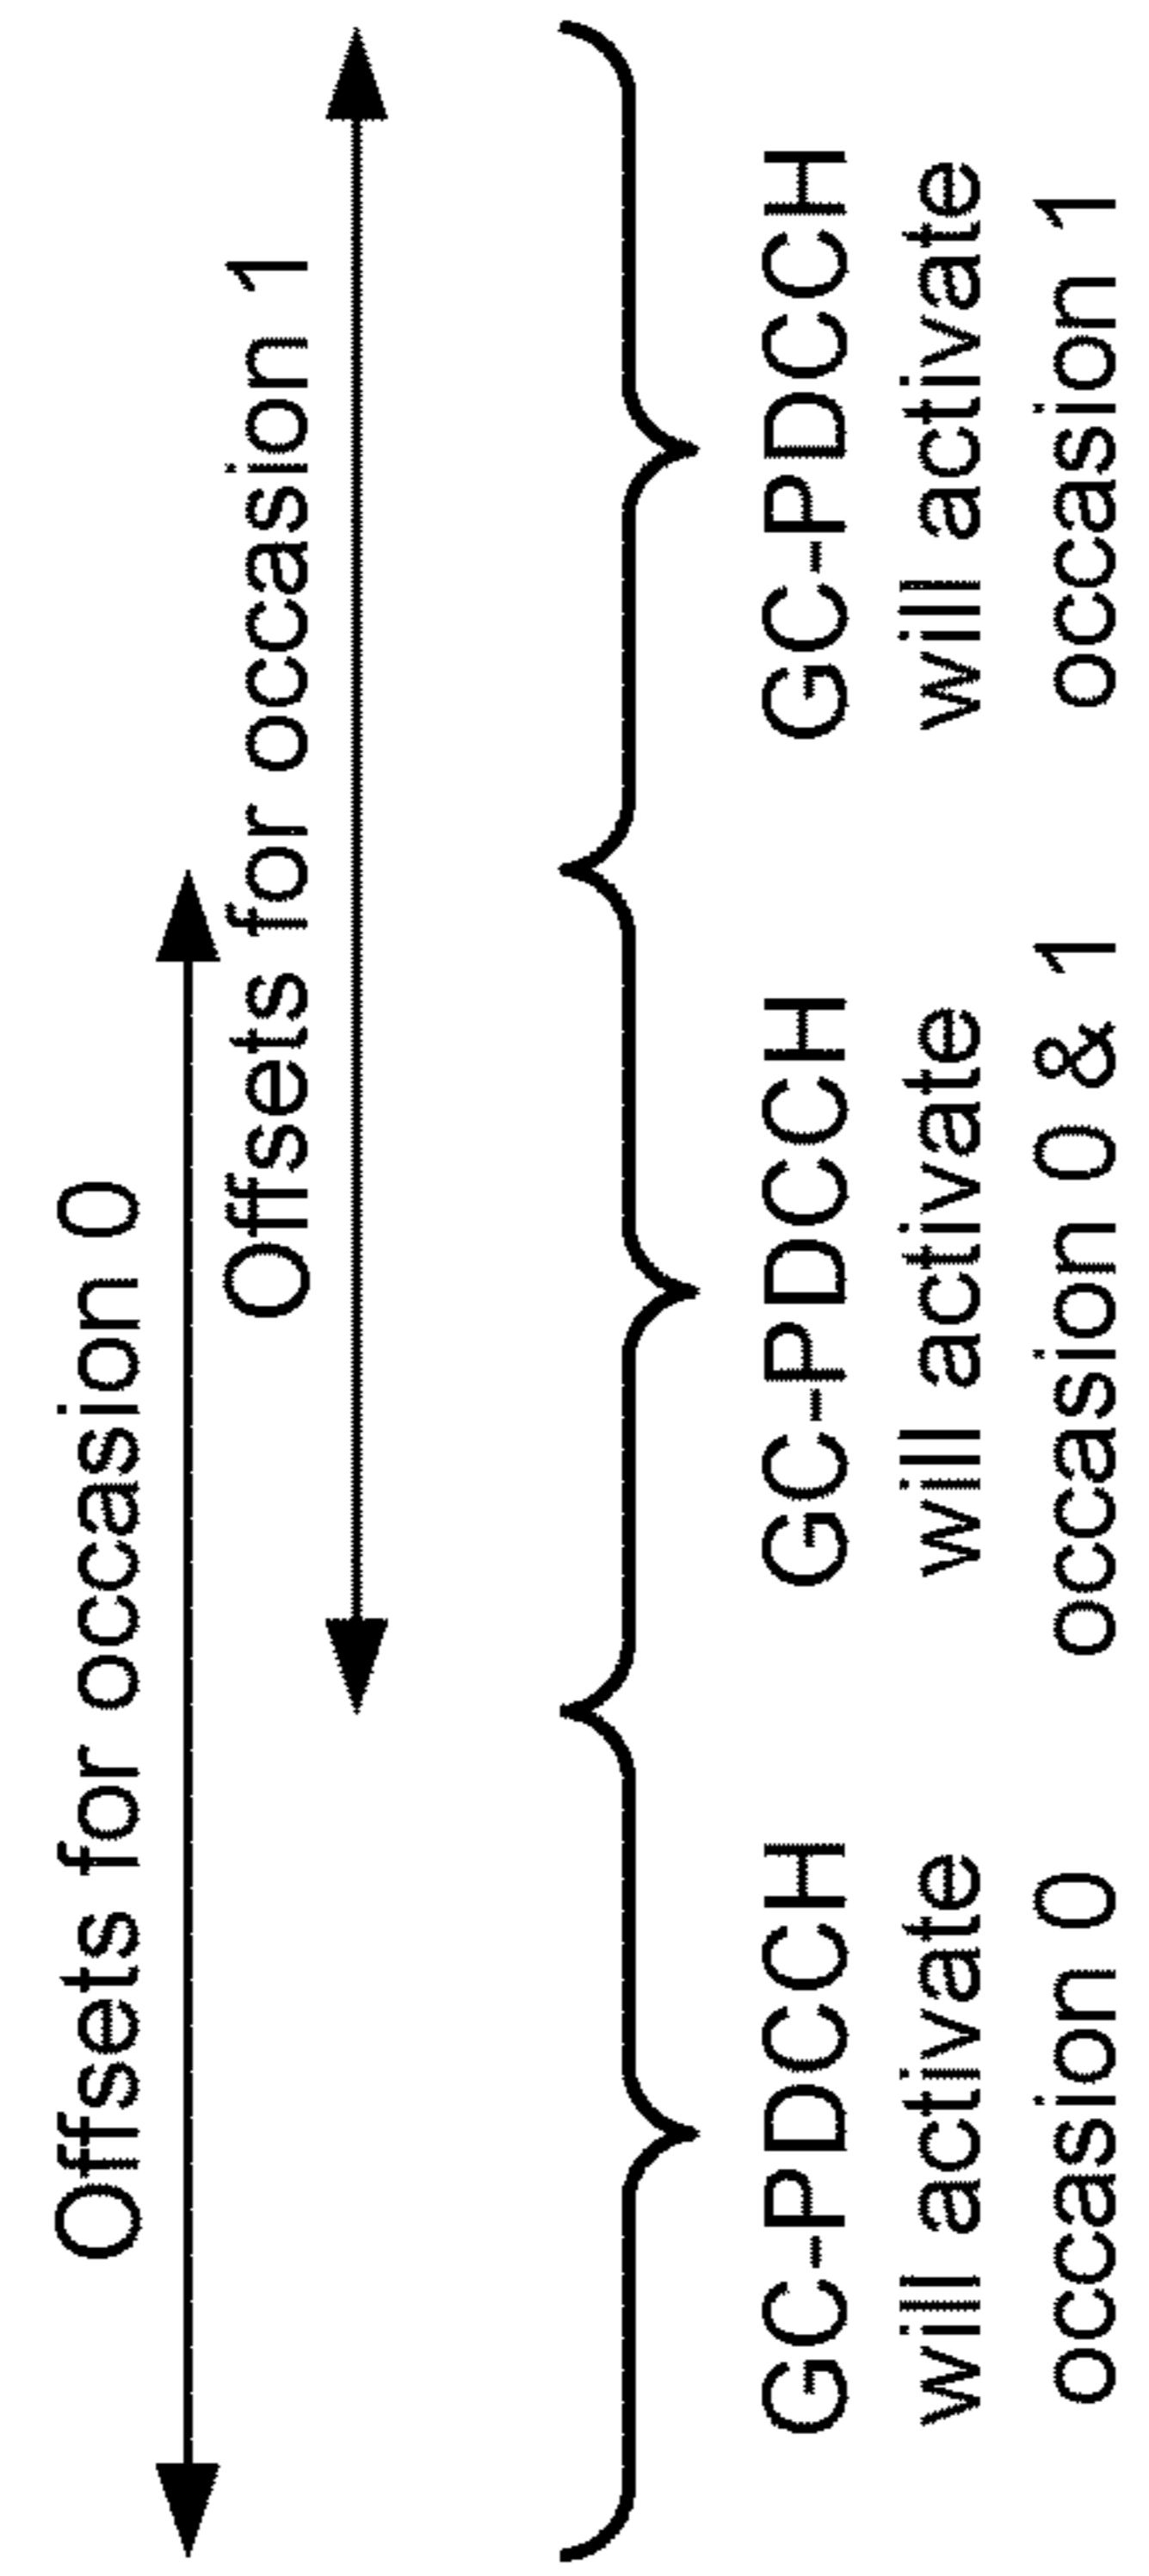 Offsets for occasion 0
Offsets for occasion 1
GC-PDCCH
will activate
occasion 0
GC-PDCCH
will activate
occasion 0 & 1
GC-PDCCH
will activate
occasion 1